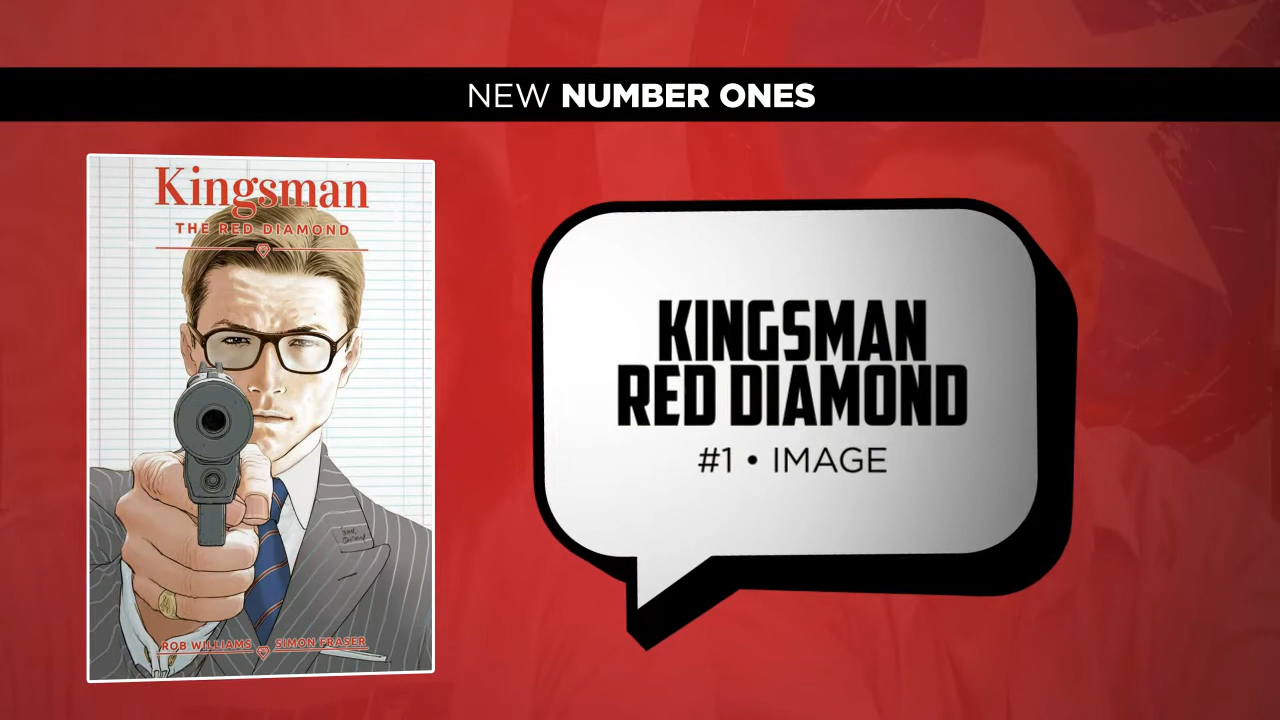 NEW NUMBER ONES
Kingsman
THE RED DIAMOND
ROB WILLIAMS SIMON FRASER
KINGSMAN
RED DIAMOND
#1 • IMAGE